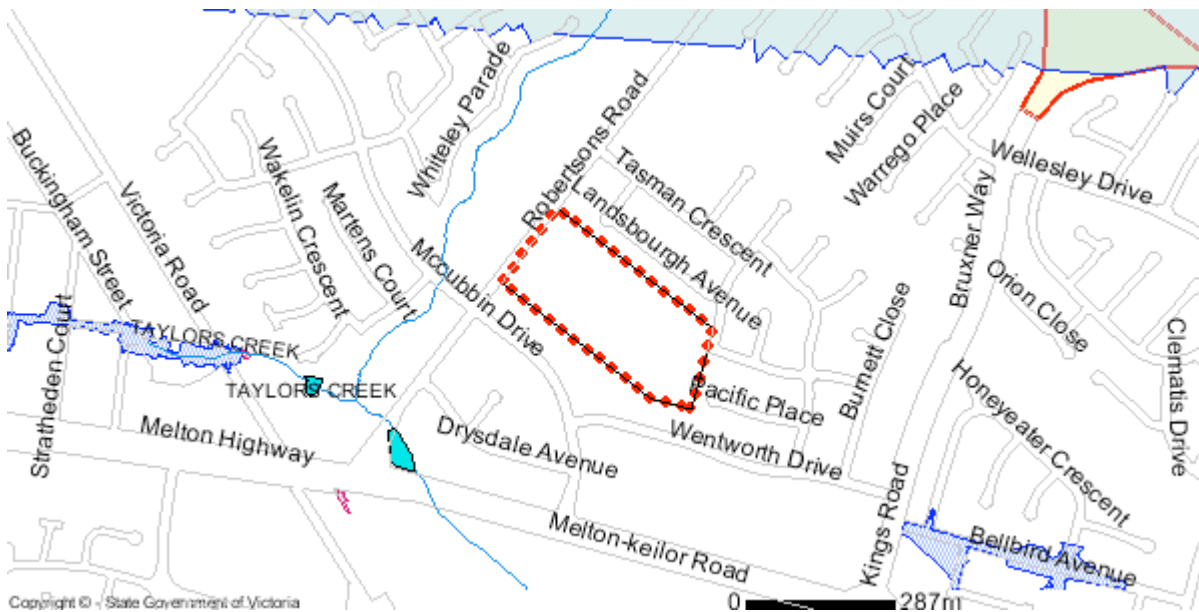 Whiteley Parade
Robertsons Road
Muirs Court
Warrego Place
Wellesley Drive
Buckingham Street
Victoria Road
Wakelin Crescent
Martens Court
Tasman Crescent
Landsbourgh Avenue
Bruxner Way
Mccubbin Drive
Orion Close
Clematis Drive
Burnett Close
Stratheden Court
TAYLORS CREEK
TAYLORS CREEK
Pacific Place
Honeyeater Crescent
Melton Highway
Drysdale Avenue
Wentworth Drive
Kings Road
Melton-keilor Road
Bellbird Avenue
Copyright © - State Government of Victoria
0 287m